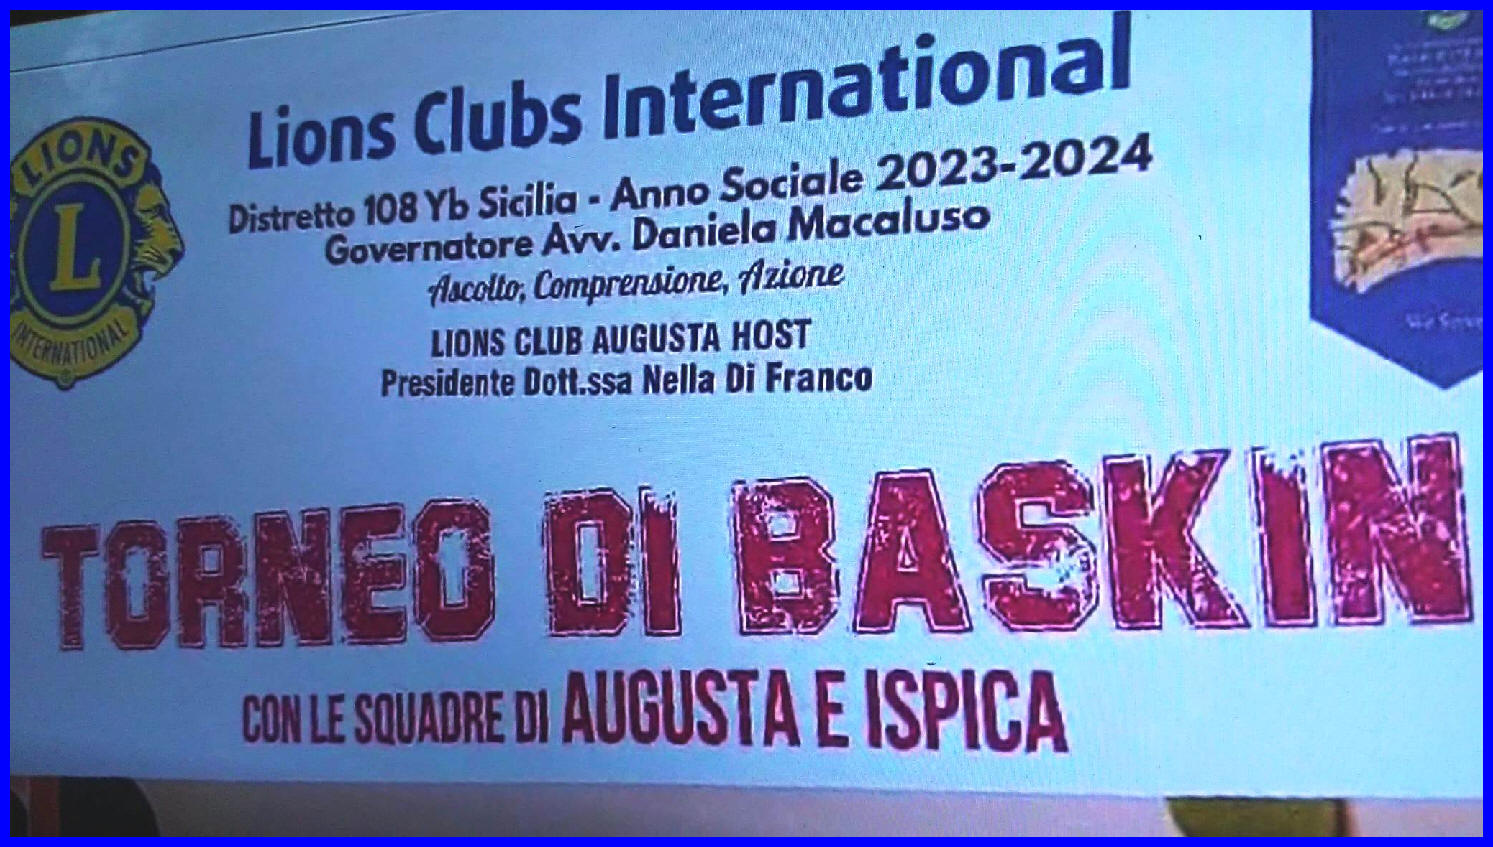 Lions Clubs International
Distretto 108 Yb Sicilia - Anno Sociale 2023-2024
Governatore Avv. Daniela Macaluso
Ascolto, Comprensione, Azione
LIONS CLUB AUGUSTA HOST
Presidente Dott.ssa Nella Di Franco
LIONS
L
INTERNATIONAL
We Serve
TORNEO DI BASKIN
CON LE SQUADRE DI AUGUSTA E ISPICA